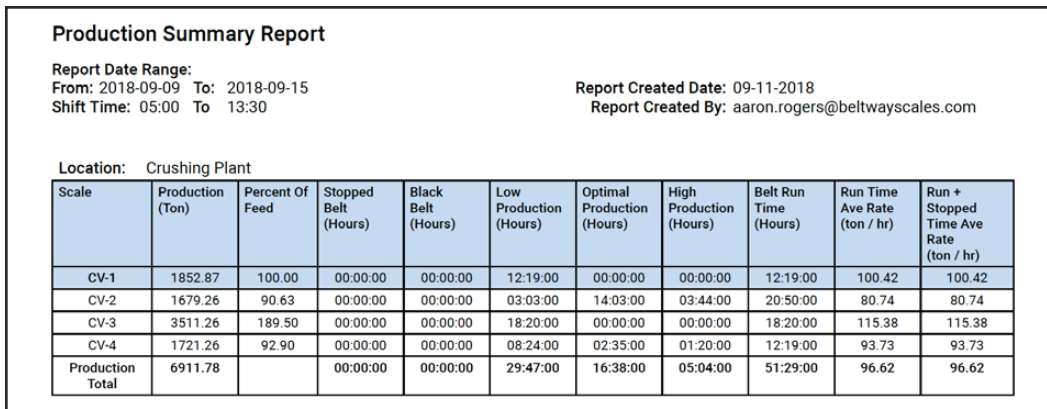 Production Summary Report
Report Date Range:
From: 2018-09-09 To: 2018-09-15
Report Created Date: 09-11-2018
Shift Time: 05:00 To 13:30
Report Created By: aaron.rogers@beltwayscales.com
Location: Crushing Plant
Scale Production (Ton) Percent Of Feed Stopped Belt (Hours) Black Belt (Hours) Low Production (Hours) Optimal Production (Hours) High Production (Hours) Belt Run Time (Hours) Run Time Ave Rate (ton / hr) Run + Stopped Time Ave Rate (ton / hr)
CV-1 1852.87 100.00 00:00:00 00:00:00 12:19:00 00:00:00 00:00:00 12:19:00 100.42 100.42
CV-2 1679.26 90.63 00:00:00 00:00:00 03:03:00 14:03:00 03:44:00 20:50:00 80.74 80.74
CV-3 3511.26 189.50 00:00:00 00:00:00 18:20:00 00:00:00 00:00:00 18:20:00 115.38 115.38
CV-4 1721.26 92.90 00:00:00 00:00:00 08:24:00 02:35:00 01:20:00 12:19:00 93.73 93.73
Production Total 6911.78 00:00:00 00:00:00 29:47:00 16:38:00 05:04:00 51:29:00 96.62 96.62